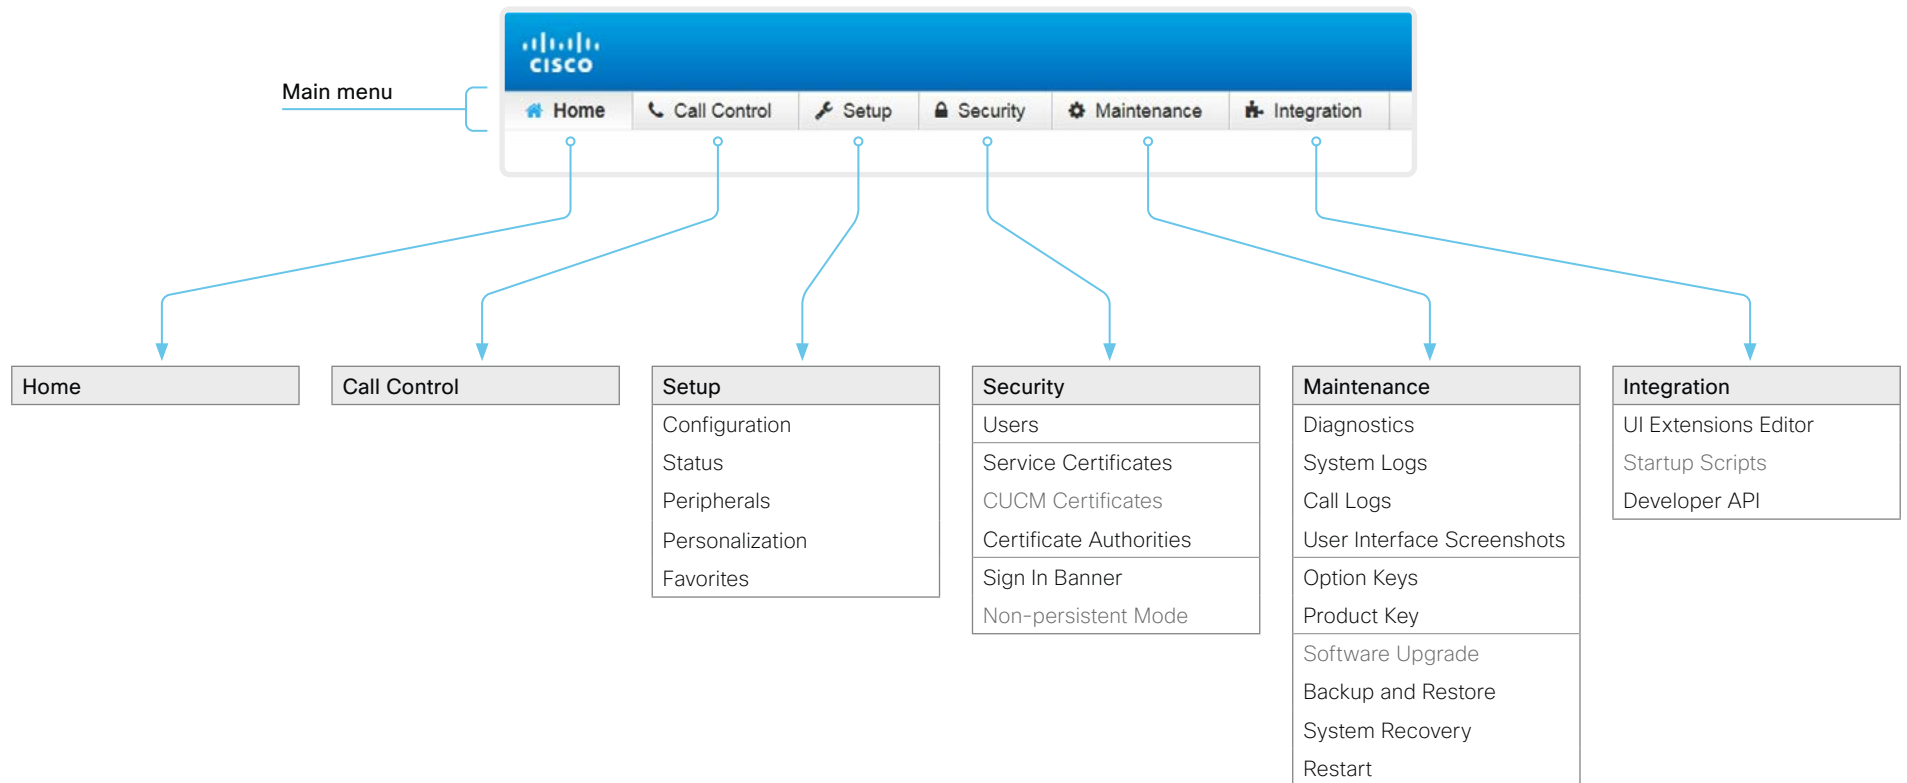 CISCO
Main menu
Home Call Control Setup Security Maintenance Integration
Home
Call Control
Setup
Configuration
Status
Peripherals
Personalization
Favorites
Security
Users
Service Certificates
CUCM Certificates
Certificate Authorities
Sign In Banner
Non-persistent Mode
Maintenance
Diagnostics
System Logs
Call Logs
User Interface Screenshots
Option Keys
Product Key
Software Upgrade
Backup and Restore
System Recovery
Restart
Integration
UI Extensions Editor
Startup Scripts
Developer API